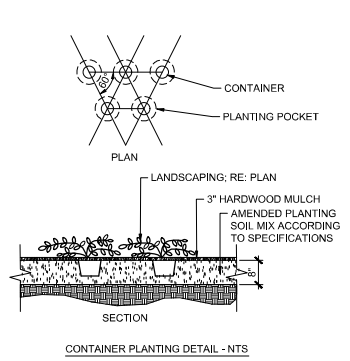 60°
CONTAINER
PLANTING POCKET
PLAN
LANDSCAPING; RE: PLAN
3" HARDWOOD MULCH
AMENDED PLANTING
SOIL MIX ACCORDING
TO SPECIFICATIONS
8"
SECTION
CONTAINER PLANTING DETAIL - NTS